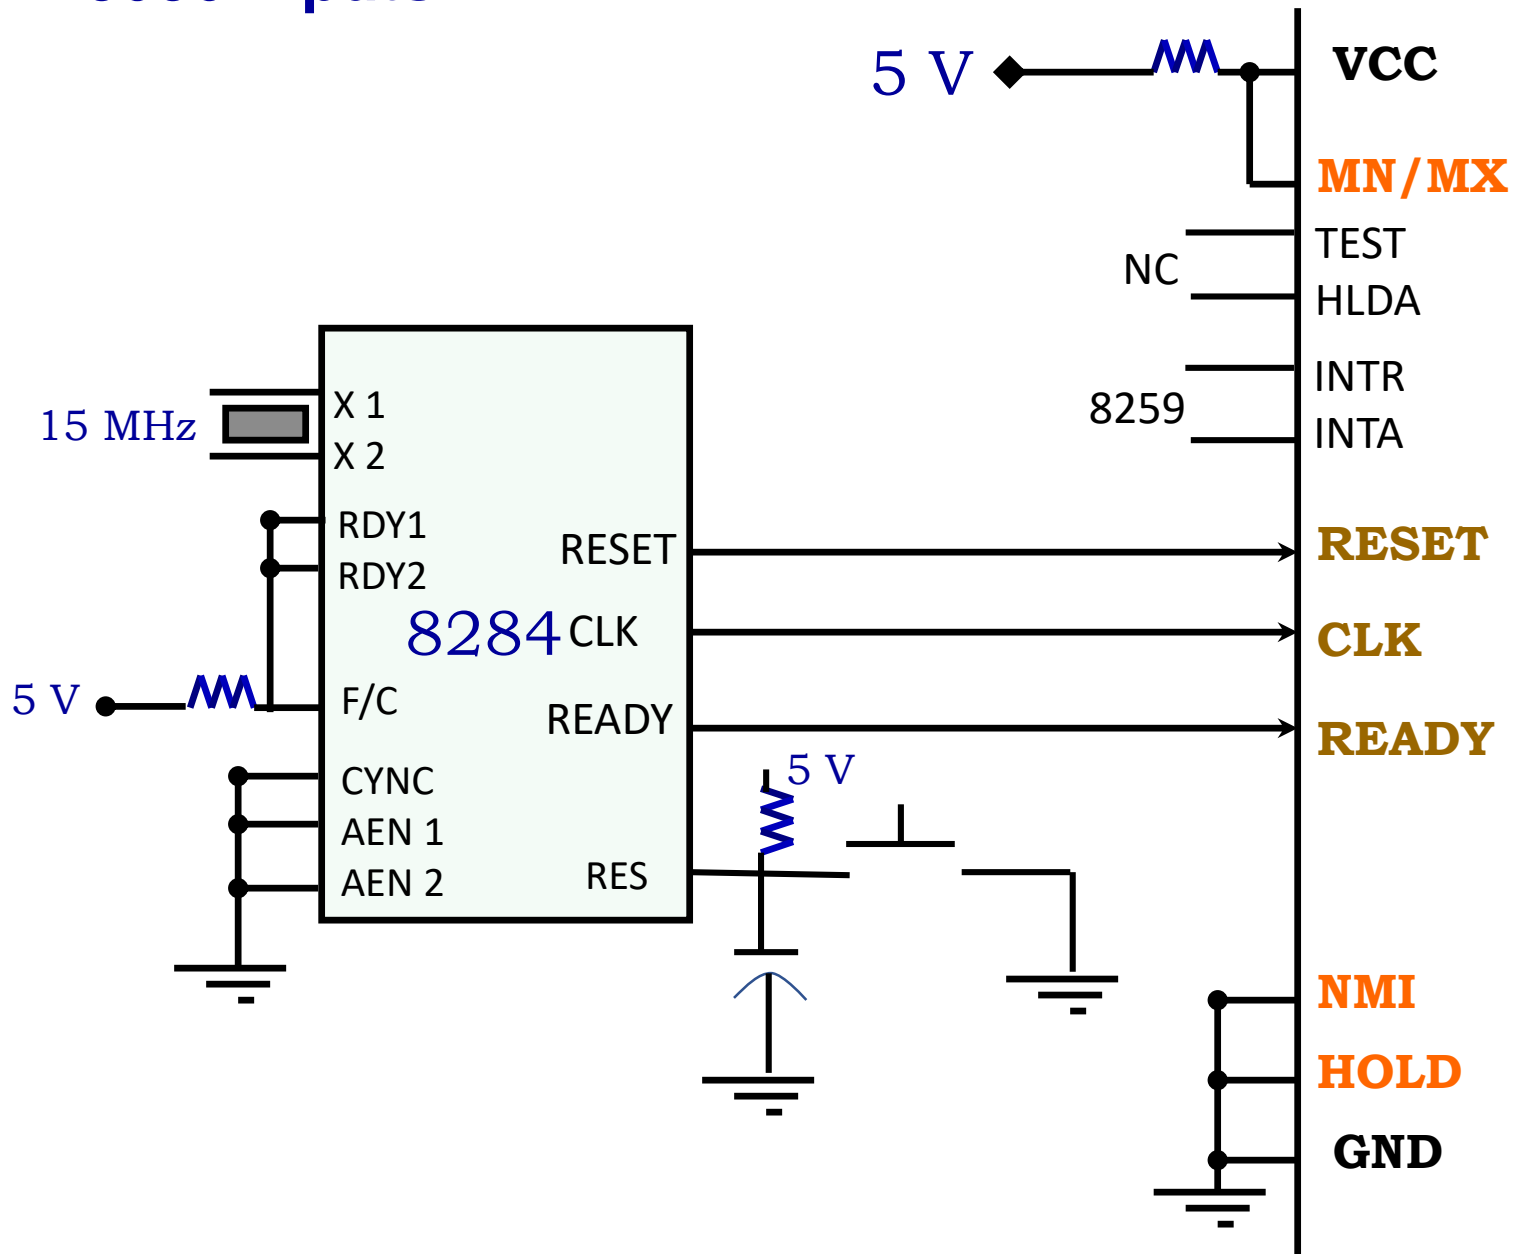 5 V
VCC
MN/MX
TEST
NC
HLDA
INTR
8259
INTA
15 MHz
X 1
X 2
RDY1
RDY2
8284
RESET
CLK
READY
5 V
F/C
CYNC
AEN 1
AEN 2
RES
5 V
RESET
CLK
READY
NMI
HOLD
GND